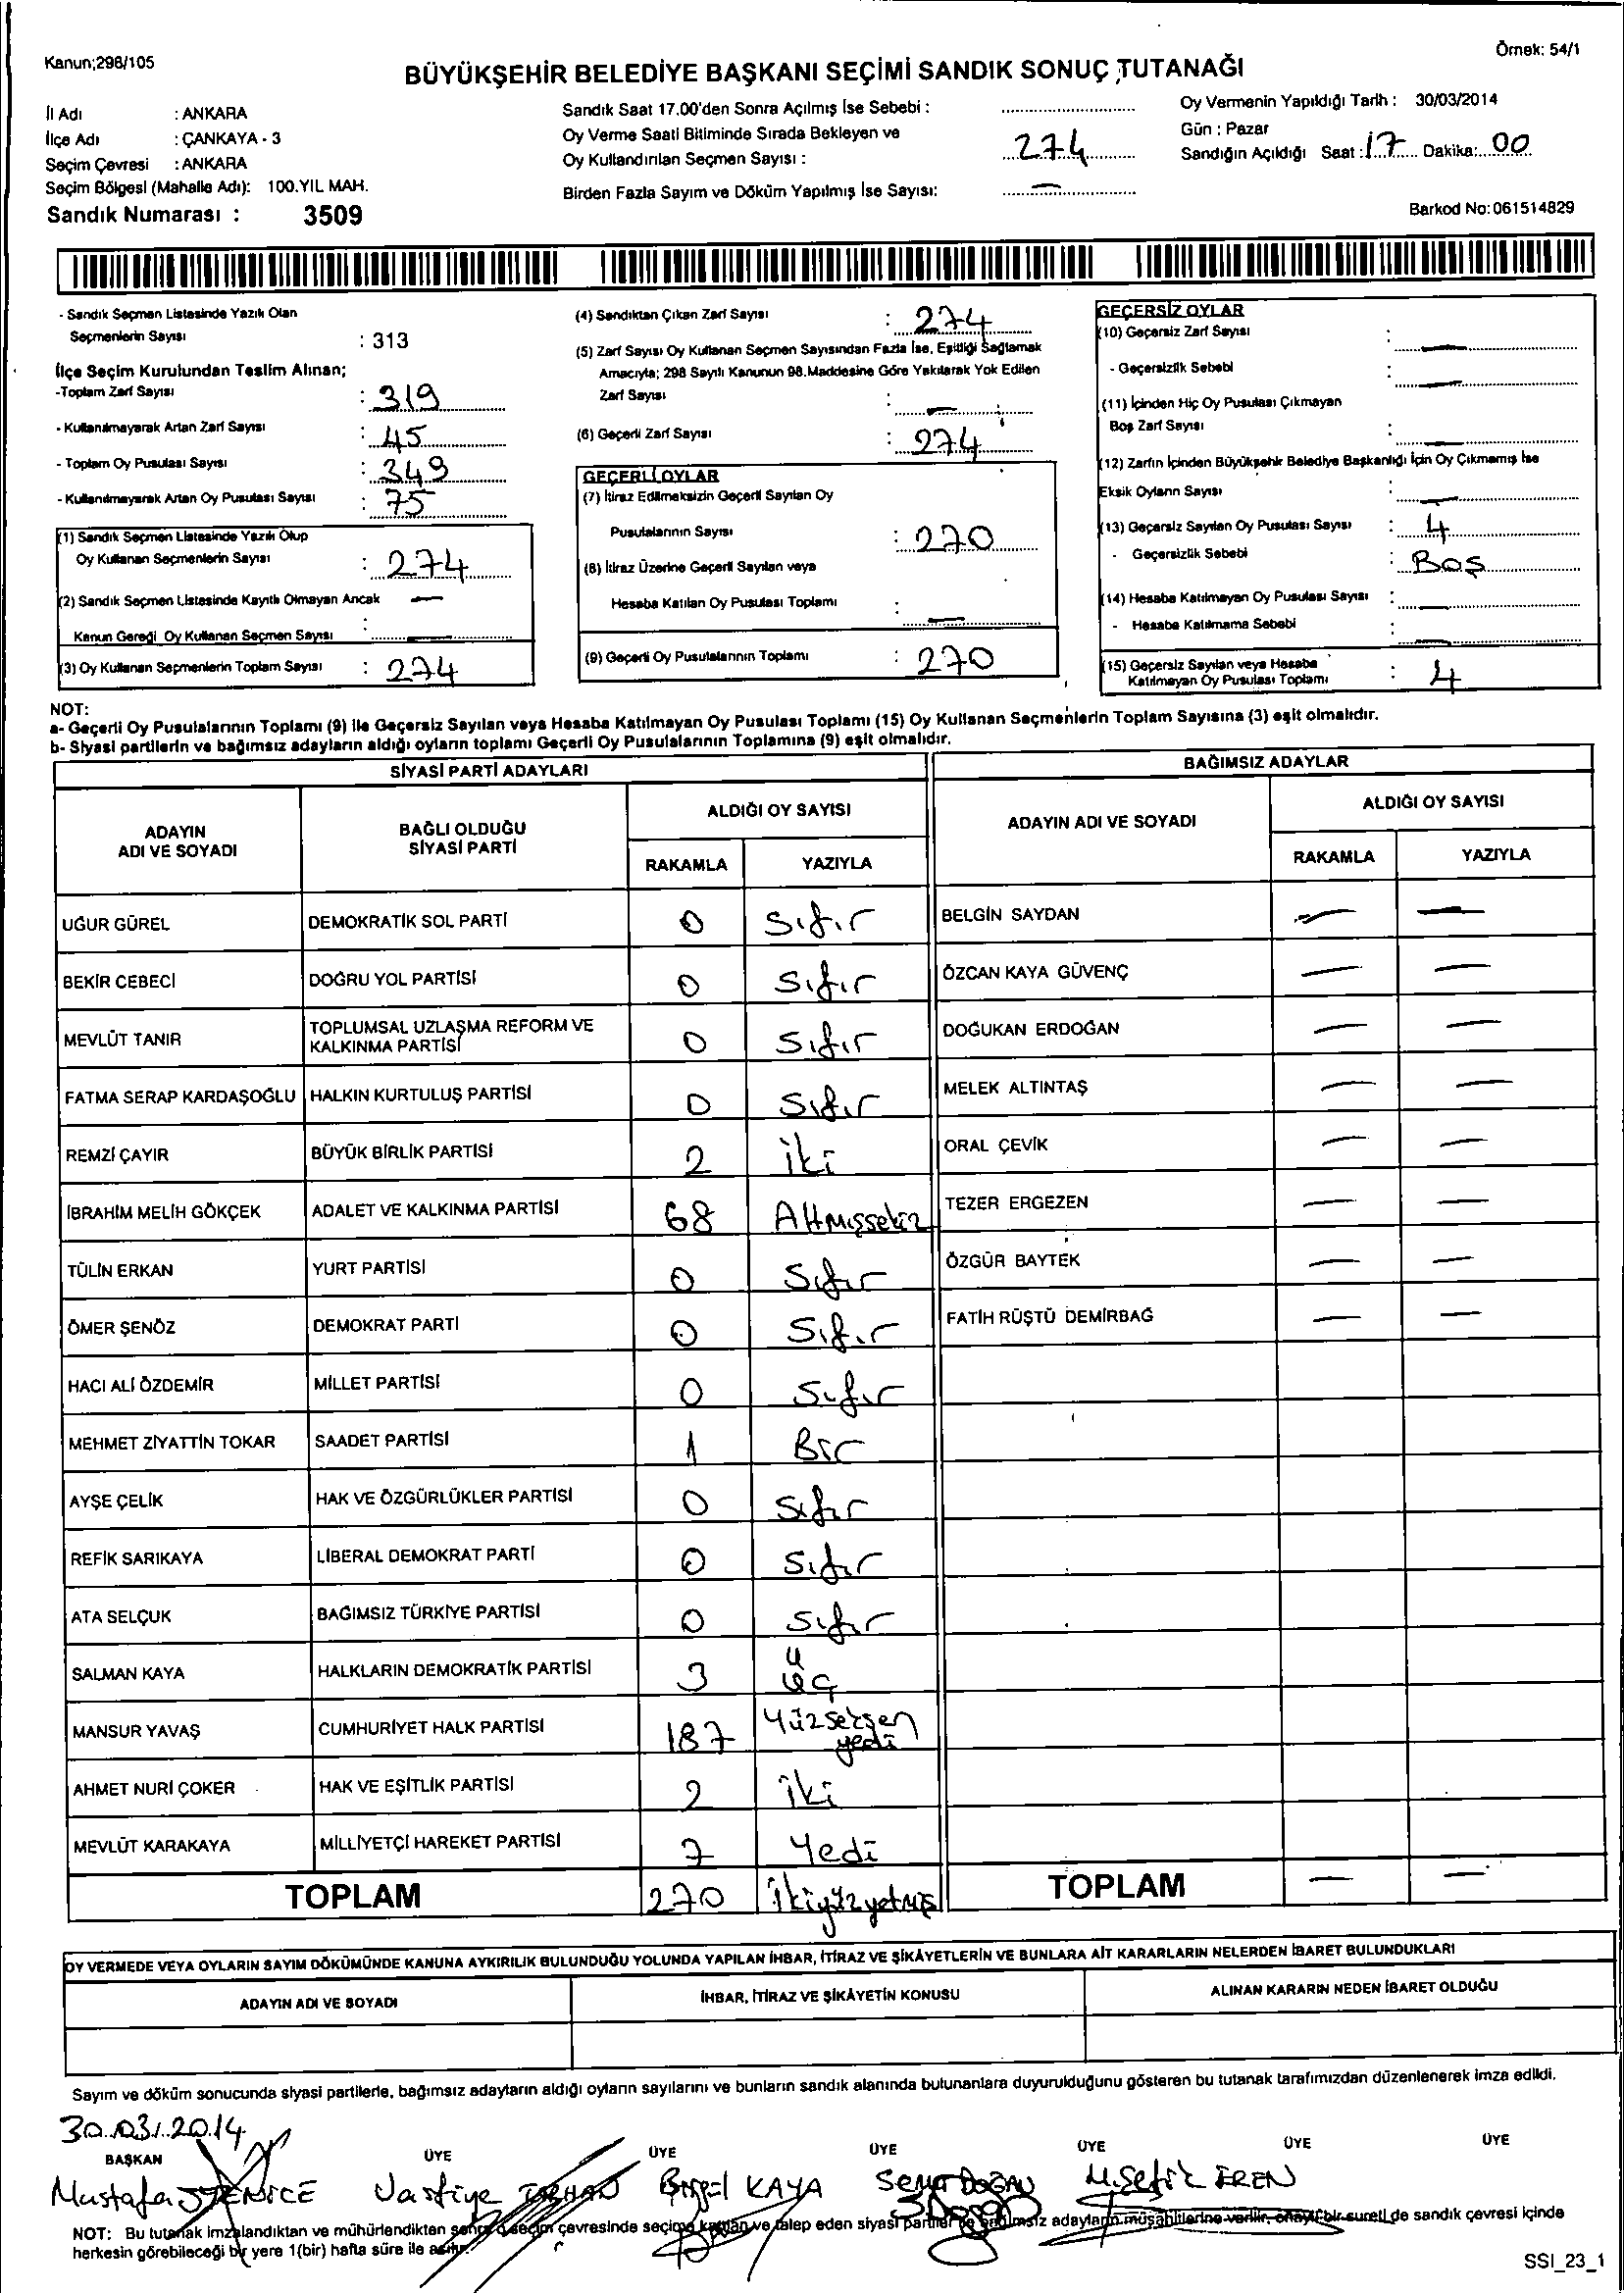 Kanun;298/105
Örnek: 54/1
BÜYÜKŞEHİR BELEDİYE BAŞKANI SEÇİMİ SANDIK SONUÇ TUTANAĞI
İl Adı : ANKARA
İlçe Adı : ÇANKAYA - 3
Seçim Çevresi : ANKARA
Seçim Bölgesi (Mahalle Adı): 100.YIL MAH.
Sandık Numarası : 3509
Sandık Saat 17.00'den Sonra Açılmış İse Sebebi :
Oy Verme Saati Bitiminde Sırada Bekleyen ve
Oy Kullandırılan Seçmen Sayısı : 274
Birden Fazla Sayım ve Döküm Yapılmış İse Sayısı: —
Oy Vermenin Yapıldığı Tarih : 30/03/2014
Gün : Pazar
Sandığın Açıldığı Saat : 17 Dakika: 00
Barkod No:061514829
- Sandık Seçmen Listesinde Yazılı Olan
Seçmenlerin Sayısı : 313
İlçe Seçim Kurulundan Teslim Alınan;
-Toplam Zarf Sayısı : 319
- Kullanılmayarak Artan Zarf Sayısı : 45
- Toplam Oy Pusulası Sayısı : 349
- Kullanılmayarak Artan Oy Pusulası Sayısı : 75
(1) Sandık Seçmen Listesinde Yazılı Olup
Oy Kullanan Seçmenlerin Sayısı : 274
(2) Sandık Seçmen Listesinde Kayıtlı Olmayan Ancak —
Kanun Gereği Oy Kullanan Seçmen Sayısı : —
(3) Oy Kullanan Seçmenlerin Toplam Sayısı : 274
(4) Sandıktan Çıkan Zarf Sayısı : 274
(5) Zarf Sayısı Oy Kullanan Seçmen Sayısından Fazla İse, Eşitliği Sağlamak
Amacıyla; 298 Sayılı Kanunun 98.Maddesine Göre Yakılarak Yok Edilen
Zarf Sayısı : —
(6) Geçerli Zarf Sayısı : 274
GEÇERLİ OYLAR
(7) İtiraz Edilmeksizin Geçerli Sayılan Oy
Pusulalarının Sayısı : 270
(8) İtiraz Üzerine Geçerli Sayılan veya
Hesaba Katılan Oy Pusulası Toplamı : —
(9) Geçerli Oy Pusulalarının Toplamı : 270
GEÇERSİZ OYLAR
(10) Geçersiz Zarf Sayısı : —
- Geçersizlik Sebebi : —
(11) İçinden Hiç Oy Pusulası Çıkmayan
Boş Zarf Sayısı : —
(12) Zarfın İçinden Büyükşehir Belediye Başkanlığı İçin Oy Çıkmamış İse
Eksik Oyların Sayısı : —
(13) Geçersiz Sayılan Oy Pusulası Sayısı : 4
- Geçersizlik Sebebi : Boş
(14) Hesaba Katılmayan Oy Pusulası Sayısı : —
- Hesaba Katılmama Sebebi : —
(15) Geçersiz Sayılan veya Hesaba
Katılmayan Oy Pusulası Toplamı : 4
NOT:
a- Geçerli Oy Pusulalarının Toplamı (9) ile Geçersiz Sayılan veya Hesaba Katılmayan Oy Pusulası Toplamı (15) Oy Kullanan Seçmenlerin Toplam Sayısına (3) eşit olmalıdır.
b- Siyasi partilerin ve bağımsız adayların aldığı oyların toplamı Geçerli Oy Pusulalarının Toplamına (9) eşit olmalıdır.
SİYASİ PARTİ ADAYLARI
ADAYIN ADI VE SOYADI
BAĞLI OLDUĞU SİYASİ PARTİ
ALDIĞI OY SAYISI
RAKAMLA YAZIYLA
UĞUR GÜREL DEMOKRATİK SOL PARTİ 0 Sıfır
BEKİR CEBECİ DOĞRU YOL PARTİSİ 0 Sıfır
MEVLÜT TANIR TOPLUMSAL UZLAŞMA REFORM VE KALKINMA PARTİSİ 0 Sıfır
FATMA SERAP KARDAŞOĞLU HALKIN KURTULUŞ PARTİSİ 0 Sıfır
REMZİ ÇAYIR BÜYÜK BİRLİK PARTİSİ 2 iki
İBRAHİM MELİH GÖKÇEK ADALET VE KALKINMA PARTİSİ 68 Altmışsekiz
TÜLİN ERKAN YURT PARTİSİ 0 Sıfır
ÖMER ŞENÖZ DEMOKRAT PARTİ 0 Sıfır
HACI ALİ ÖZDEMİR MİLLET PARTİSİ 0 Sıfır
MEHMET ZİYATTİN TOKAR SAADET PARTİSİ 1 Bir
AYŞE ÇELİK HAK VE ÖZGÜRLÜKLER PARTİSİ 0 Sıfır
REFİK SARIKAYA LİBERAL DEMOKRAT PARTİ 0 Sıfır
ATA SELÇUK BAĞIMSIZ TÜRKİYE PARTİSİ 0 Sıfır
SALMAN KAYA HALKLARIN DEMOKRATİK PARTİSİ 3 üç
MANSUR YAVAŞ CUMHURİYET HALK PARTİSİ 187 Yüzseksen yedi
AHMET NURİ ÇOKER HAK VE EŞİTLİK PARTİSİ 2 iki
MEVLÜT KARAKAYA MİLLİYETÇİ HAREKET PARTİSİ 7 Yedi
TOPLAM 270 ikiyüzyetmiş
BAĞIMSIZ ADAYLAR
ADAYIN ADI VE SOYADI
ALDIĞI OY SAYISI
RAKAMLA YAZIYLA
BELGİN SAYDAN — —
ÖZCAN KAYA GÜVENÇ — —
DOĞUKAN ERDOĞAN — —
MELEK ALTINTAŞ — —
ORAL ÇEVİK — —
TEZER ERGEZEN — —
ÖZGÜR BAYTEK — —
FATİH RÜŞTÜ DEMİRBAĞ — —
TOPLAM — —
OY VERMEDE VEYA OYLARIN SAYIM DÖKÜMÜNDE KANUNA AYKIRILIK BULUNDUĞU YOLUNDA YAPILAN İHBAR, İTİRAZ VE ŞİKÂYETLERİN VE BUNLARA AİT KARARLARIN NELERDEN İBARET BULUNDUKLARI
ADAYIN ADI VE SOYADI
İHBAR, İTİRAZ VE ŞİKÂYETİN KONUSU
ALINAN KARARIN NEDEN İBARET OLDUĞU
Sayım ve döküm sonucunda siyasi partilerle, bağımsız adayların aldığı oyların sayılarını ve bunların sandık alanında bulunanlara duyurulduğunu gösteren bu tutanak tarafımızdan düzenlenerek imza edildi.
30.03.2014
BAŞKAN ÜYE ÜYE ÜYE ÜYE ÜYE ÜYE
Mustafa Vasfiye Birgül KAYA Sema DOĞAN M.Şefik EREN
NOT: Bu tutanak imzalandıktan ve mühürlendikten sonra o seçim çevresinde seçime katılan ve talep eden siyasi partiler ile bağımsız adayların müşahitlerine verilir, onaylı bir sureti de sandık çevresi içinde
herkesin görebileceği bir yere 1(bir) hafta süre ile asılır.
SSI_23_1